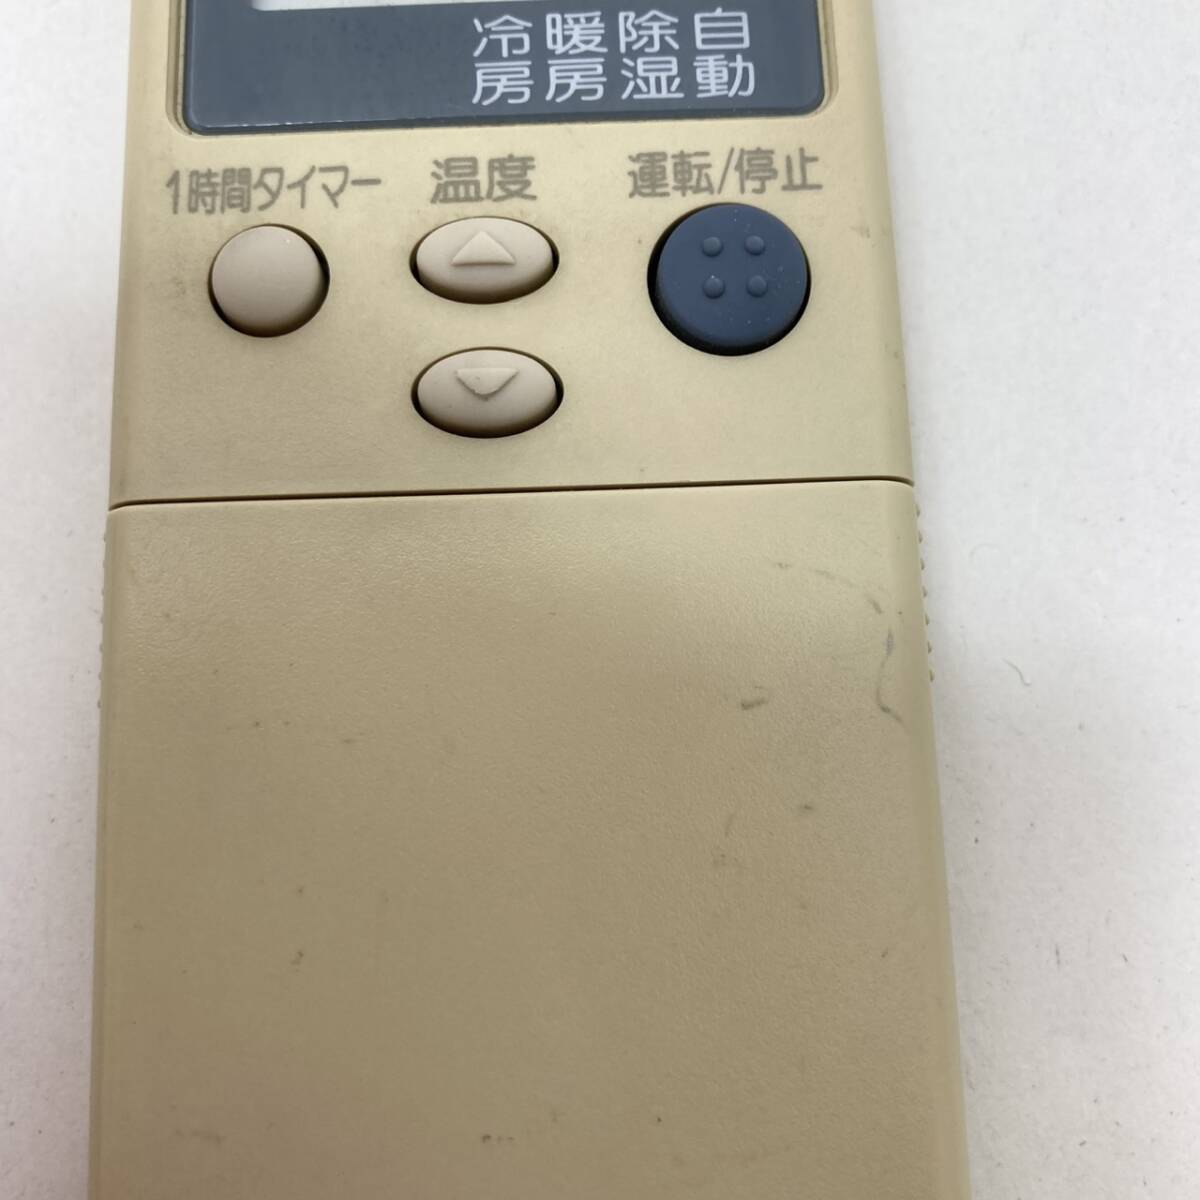 冷房 暖房 除湿 自動
1時間タイマー 温度 運転/停止